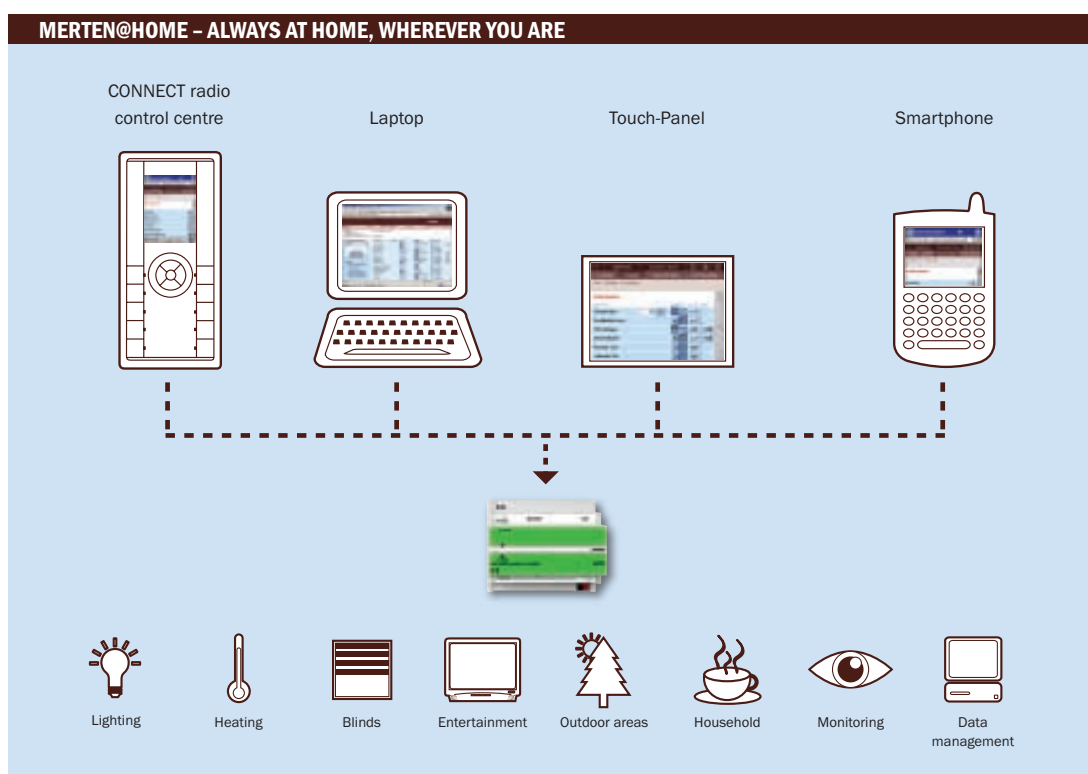 MERTEN@HOME – ALWAYS AT HOME, WHEREVER YOU ARE
CONNECT radio
control centre
Laptop
Touch-Panel
Smartphone
Lighting
Heating
Blinds
Entertainment
Outdoor areas
Household
Monitoring
Data
management